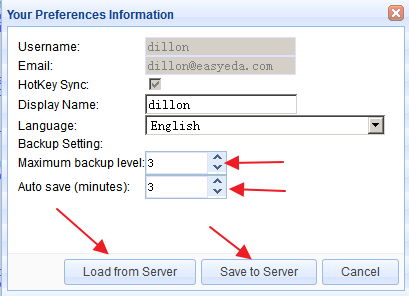 Your Preferences Information
Username: dillon
Email: dillon@easyeda.com
HotKey Sync:
Display Name: dillon
Language: English
Backup Setting:
Maximum backup level: 3
Auto save (minutes): 3
Load from Server Save to Server Cancel